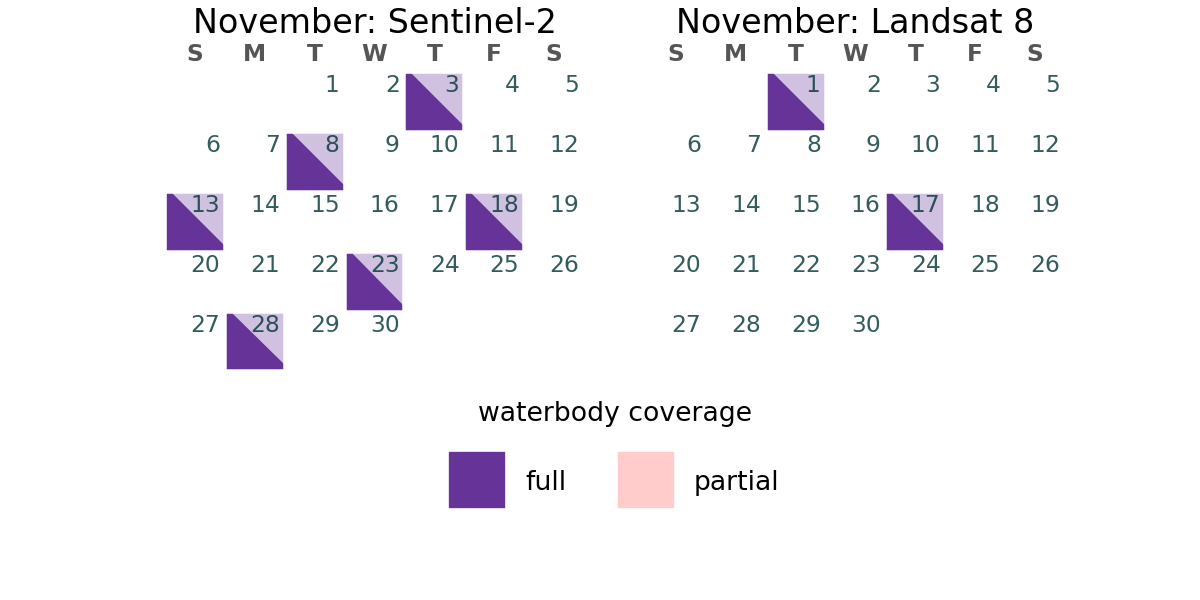 November: Sentinel-2
S M T W T F S
1 2 3 4 5
6 7 8 9 10 11 12
13 14 15 16 17 18 19
20 21 22 23 24 25 26
27 28 29 30
November: Landsat 8
S M T W T F S
1 2 3 4 5
6 7 8 9 10 11 12
13 14 15 16 17 18 19
20 21 22 23 24 25 26
27 28 29 30
waterbody coverage
full partial